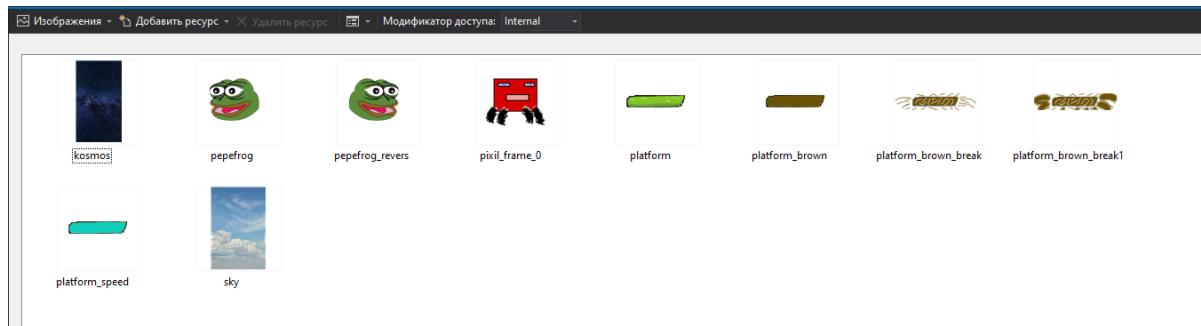 Изображения Добавить ресурс Удалить ресурс Модификатор доступа: Internal
kosmos pepefrog pepefrog_revers pixil_frame_0 platform platform_brown platform_brown_break platform_brown_break1
platform_speed sky